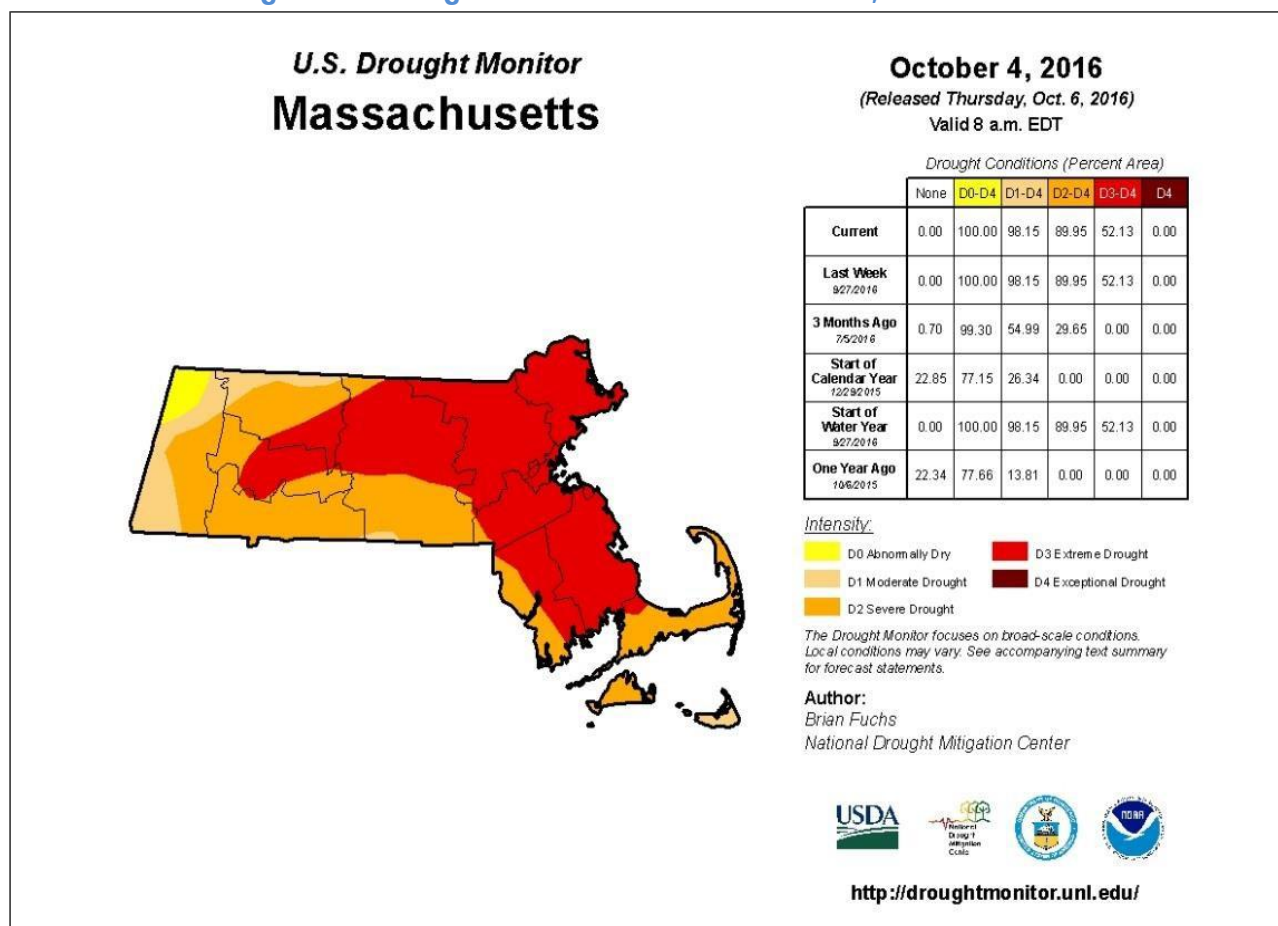 U.S. Drought Monitor
Massachusetts
October 4, 2016
(Released Thursday, Oct. 6, 2016)
Valid 8 a.m. EDT
Drought Conditions (Percent Area)
None D0-D4 D1-D4 D2-D4 D3-D4 D4
Current 0.00 100.00 98.15 89.95 52.13 0.00
Last Week 9/27/2016 0.00 100.00 98.15 89.95 52.13 0.00
3 Months Ago 7/5/2016 0.70 99.30 54.99 29.65 0.00 0.00
Start of Calendar Year 12/29/2015 22.85 77.15 26.34 0.00 0.00 0.00
Start of Water Year 9/27/2016 0.00 100.00 98.15 89.95 52.13 0.00
One Year Ago 10/6/2015 22.34 77.66 13.81 0.00 0.00 0.00
Intensity:
D0 Abnormally Dry
D1 Moderate Drought
D2 Severe Drought
D3 Extreme Drought
D4 Exceptional Drought
The Drought Monitor focuses on broad-scale conditions.
Local conditions may vary. See accompanying text summary
for forecast statements.
Author:
Brian Fuchs
National Drought Mitigation Center
USDA
National
Drought
Mitigation
Center
NOAA
http://droughtmonitor.unl.edu/